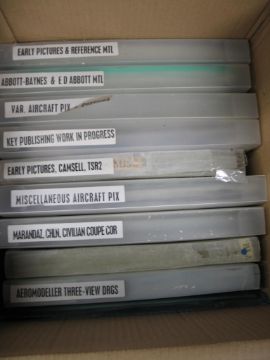 EARLY PICTURES & REFERENCE MTL
ABBOTT-BAYNES & E D ABBOTT MTL
VAR. AIRCRAFT PIX
KEY PUBLISHING WORK IN PROGRESS
EARLY PICTURES, CAMSELL, TSR2
MISCELLANEOUS AIRCRAFT PIX
MARANDAZ, CHLN, CIVILIAN COUPE COR
AEROMODELLER THREE-VIEW DRGS